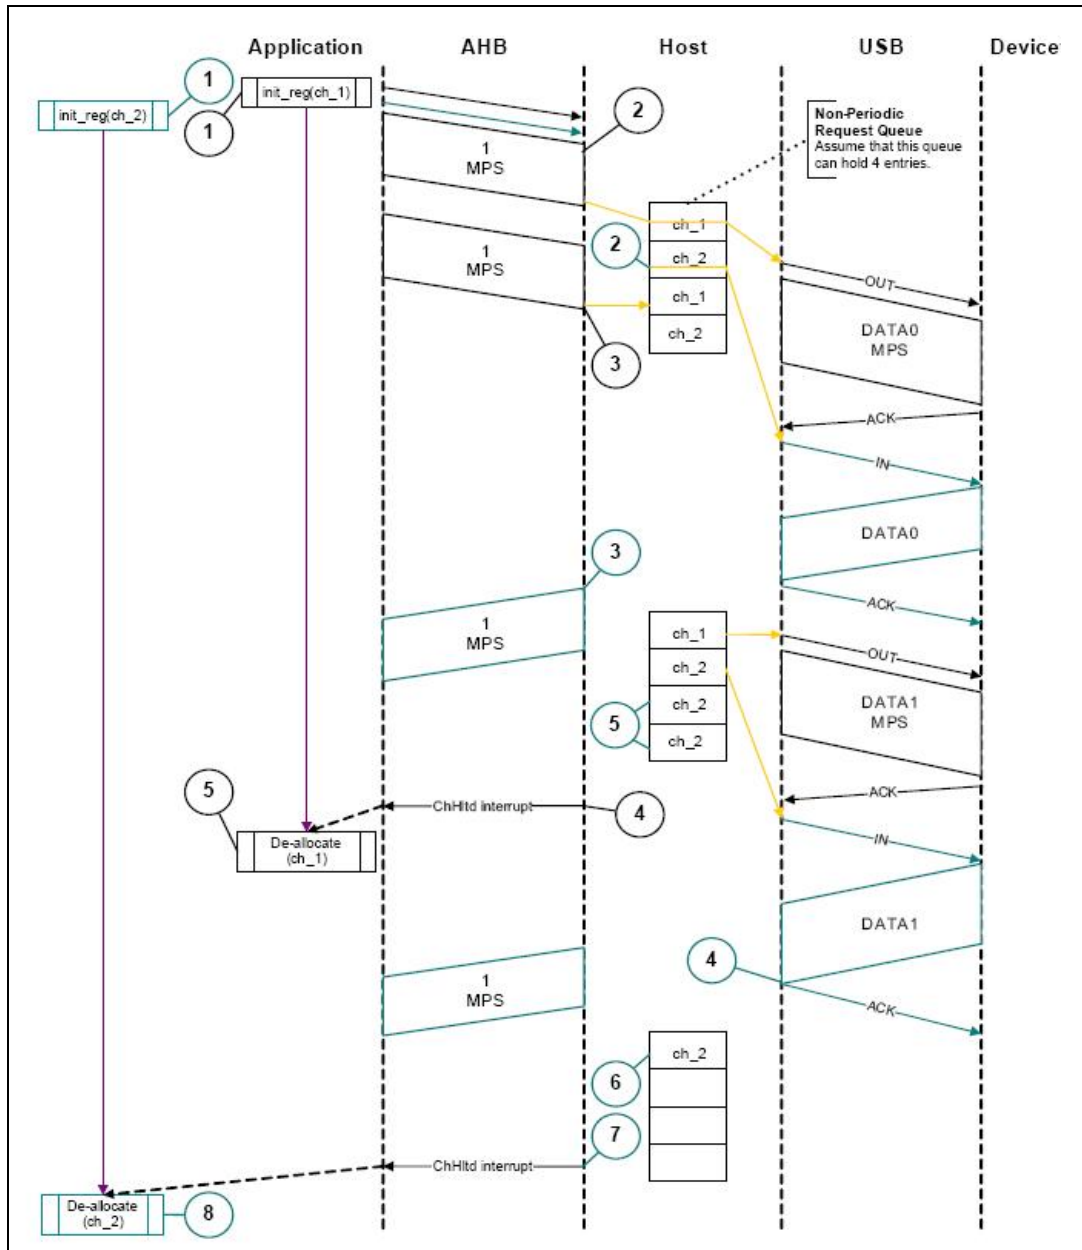 Application
AHB
Host
USB
Device
1
init_reg(ch_1)
init_reg(ch_2)
1
2
Non-Periodic
Request Queue
Assume that this queue
can hold 4 entries.
1
MPS
ch_1
2
ch_2
1
MPS
ch_1
ch_2
OUT
DATA0
MPS
3
ACK
IN
DATA0
3
ACK
1
MPS
ch_1
OUT
ch_2
ch_2
5
ch_2
DATA1
MPS
5
ChHltd interrupt
4
ACK
De-allocate
(ch_1)
IN
DATA1
4
1
MPS
ACK
ch_2
6
7
ChHltd interrupt
De-allocate
(ch_2)
8